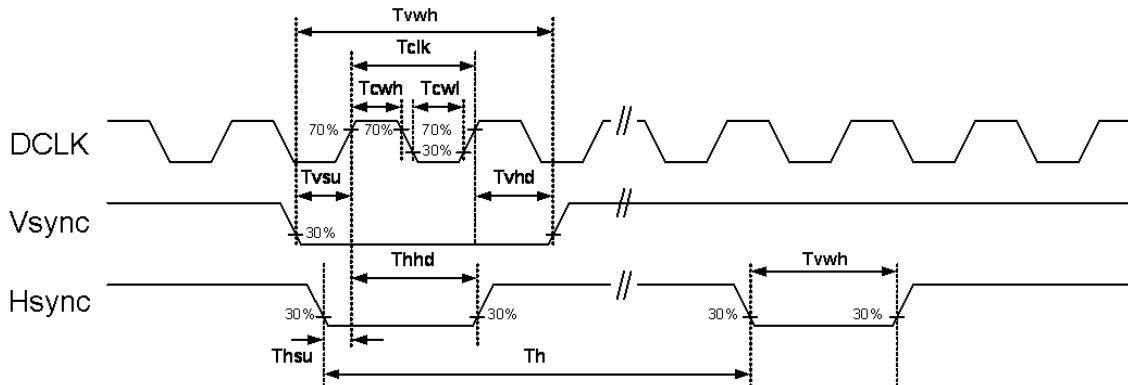 Tvwh
Tclk
Tcwh Tcwl
DCLK 70% 70% 70% //
30%
Tvsu Tvhd
Vsync 30% //
Thhd Tvwh
Hsync 30% 30% // 30% 30%
Thsu Th